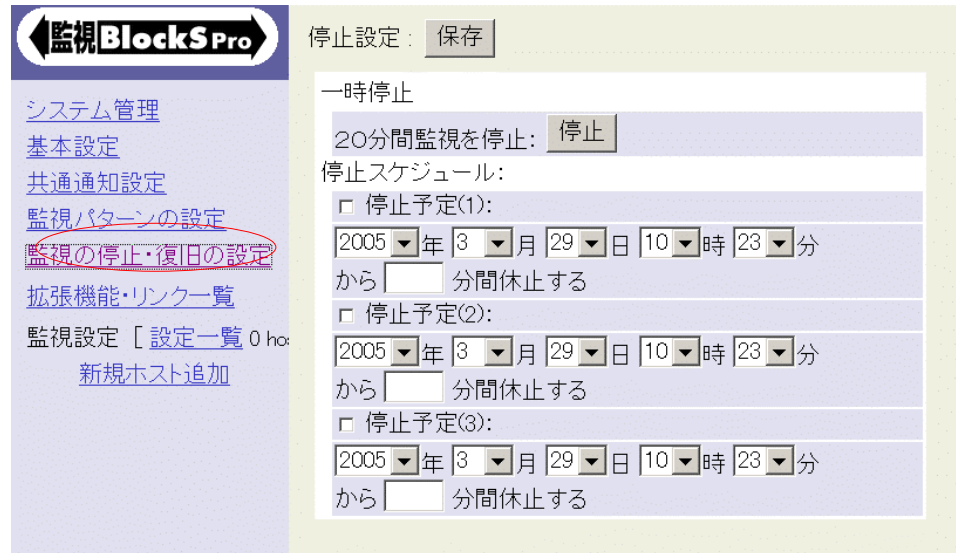 監視BlockS Pro
システム管理
基本設定
共通通知設定
監視パターンの設定
監視の停止・復旧の設定
拡張機能・リンク一覧
監視設定 [ 設定一覧 0 hos
新規ホスト追加
停止設定 : 保存
一時停止
20分間監視を停止: 停止
停止スケジュール:
停止予定(1):
2005 年 3 月 29 日 10 時 23 分
から 分間休止する
停止予定(2):
2005 年 3 月 29 日 10 時 23 分
から 分間休止する
停止予定(3):
2005 年 3 月 29 日 10 時 23 分
から 分間休止する